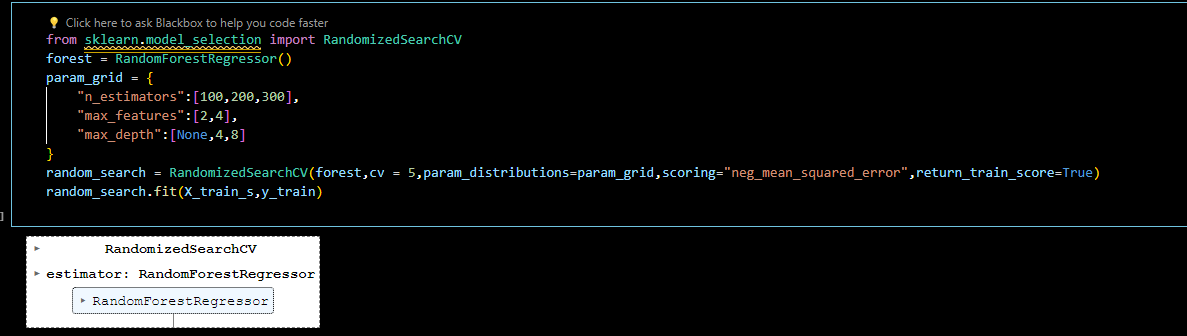 Click here to ask Blackbox to help you code faster
from sklearn.model_selection import RandomizedSearchCV
forest = RandomForestRegressor()
param_grid = {
    "n_estimators":[100,200,300],
    "max_features":[2,4],
    "max_depth":[None,4,8]
}
random_search = RandomizedSearchCV(forest,cv = 5,param_distributions=param_grid,scoring="neg_mean_squared_error",return_train_score=True)
random_search.fit(X_train_s,y_train)
]
RandomizedSearchCV
estimator: RandomForestRegressor
RandomForestRegressor